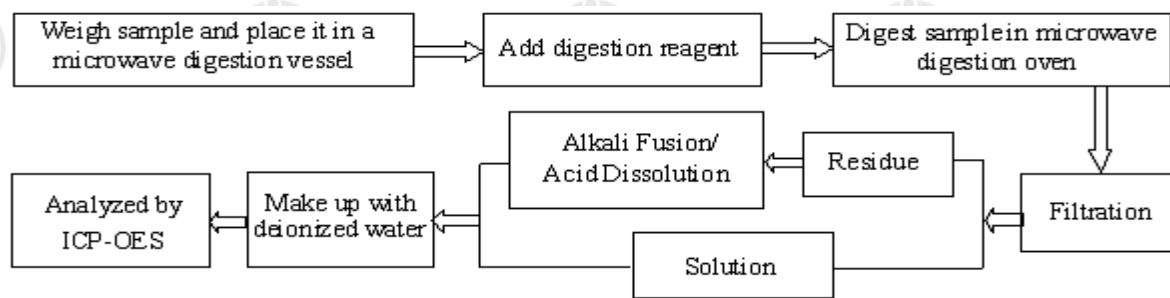 Weigh sample and place it in a
microwave digestion vessel
Add digestion reagent
Digest sample in microwave
digestion oven
Filtration
Residue
Alkali Fusion/
Acid Dissolution
Solution
Make up with
deionized water
Analyzed by
ICP-OES